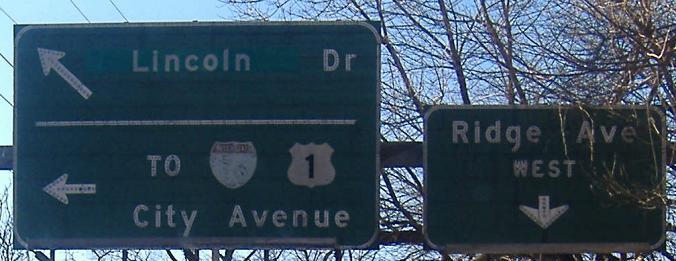 Lincoln Dr
TO 1
City Avenue
Ridge Ave
WEST